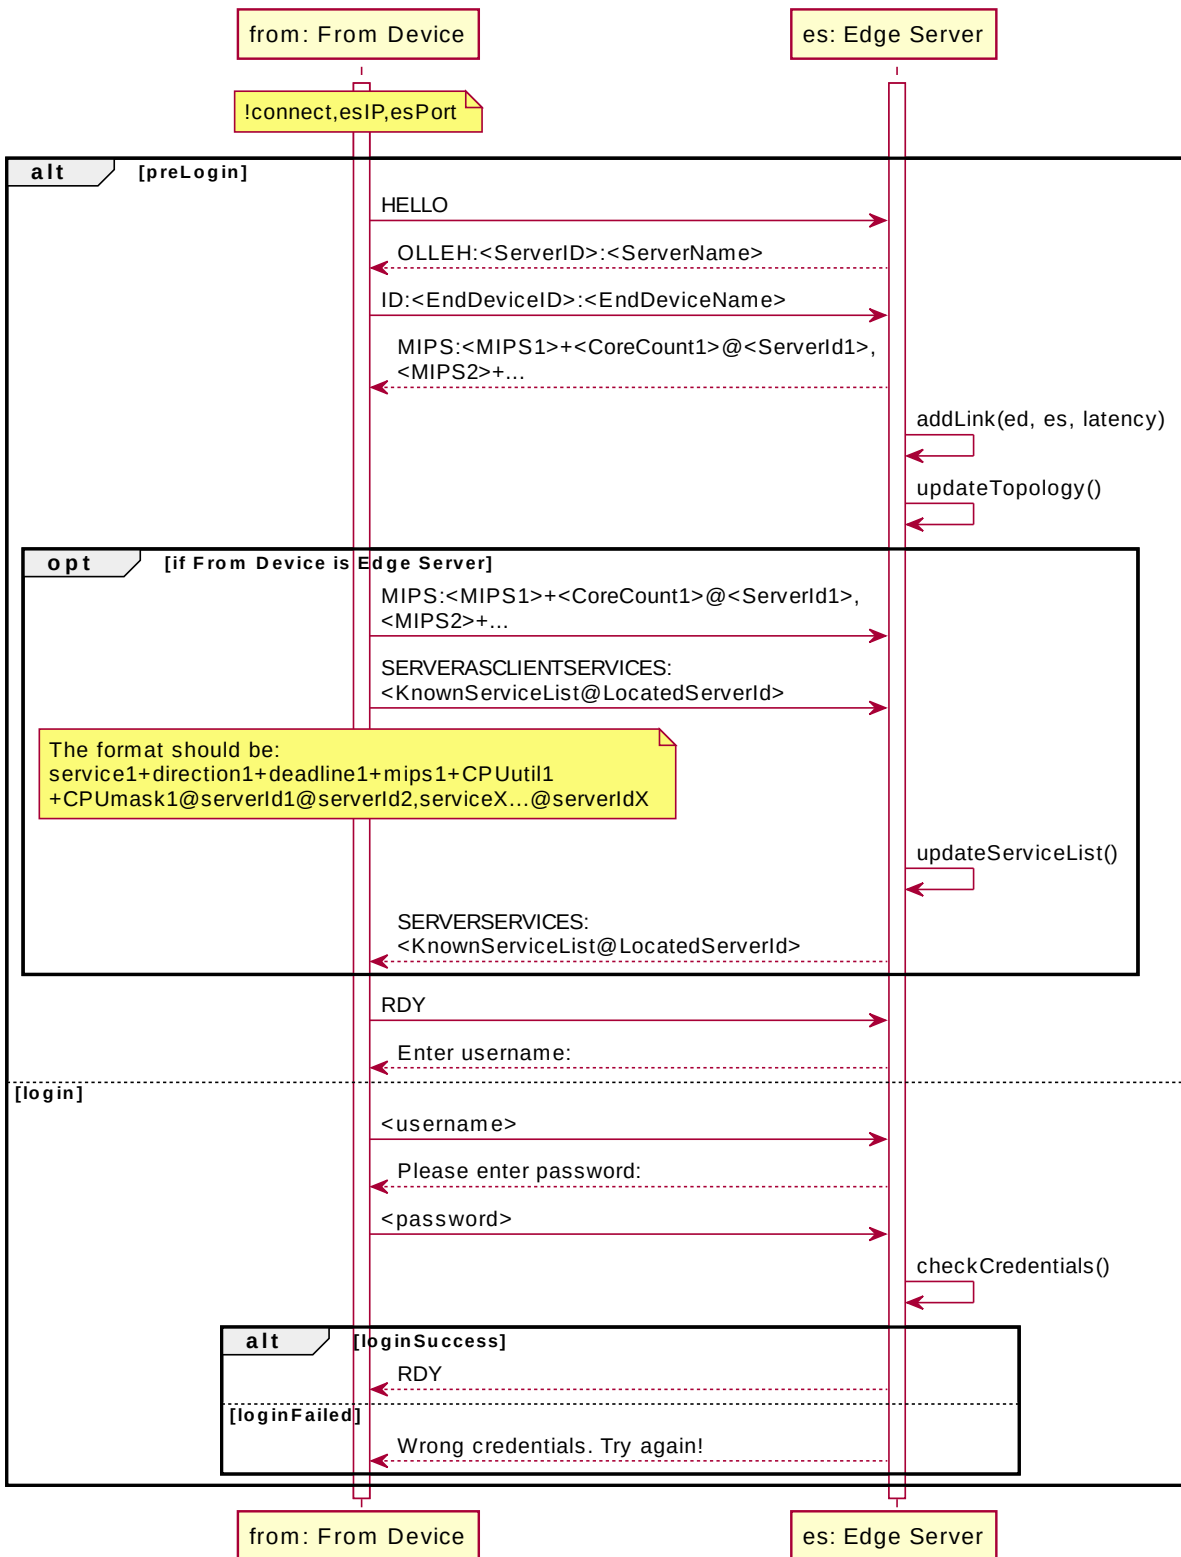 from: From Device
es: Edge Server
!connect,esIP,esPort
alt
[preLogin]
HELLO
OLLEH:<ServerID>:<ServerName>
ID:<EndDeviceID>:<EndDeviceName>
MIPS:<MIPS1>+<CoreCount1>@<ServerId1>,
<MIPS2>+...
addLink(ed, es, latency)
updateTopology()
opt
[if From Device is Edge Server]
MIPS:<MIPS1>+<CoreCount1>@<ServerId1>,
<MIPS2>+...
SERVERASCLIENTSERVICES:
<KnownServiceList@LocatedServerId>
The format should be:
service1+direction1+deadline1+mips1+CPUutil1
+CPUmask1@serverId1@serverId2,serviceX...@serverIdX
updateServiceList()
SERVERSERVICES:
<KnownServiceList@LocatedServerId>
RDY
Enter username:
[login]
<username>
Please enter password:
<password>
checkCredentials()
alt
[loginSuccess]
RDY
[loginFailed]
Wrong credentials. Try again!
from: From Device
es: Edge Server